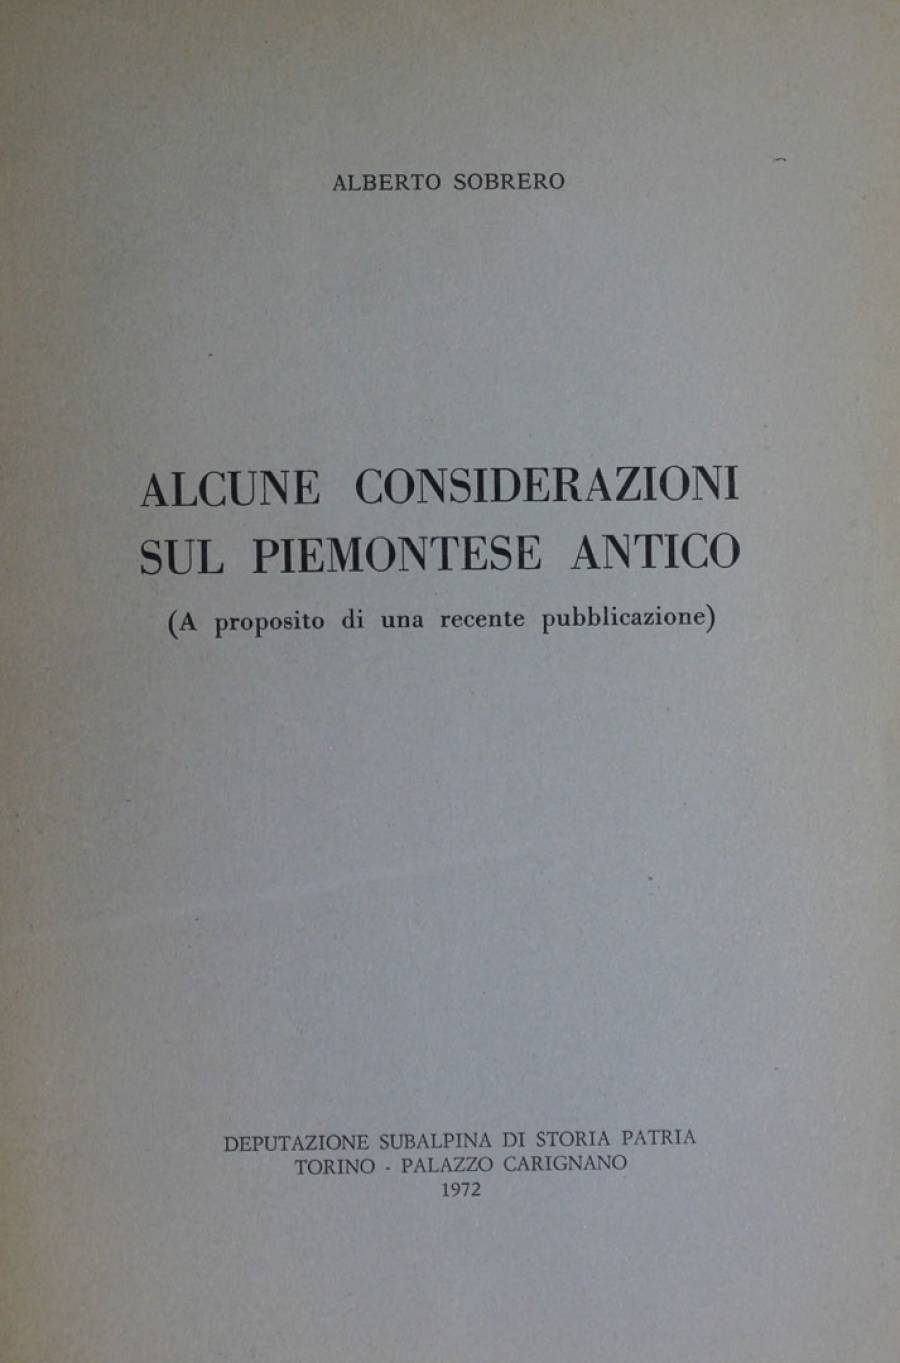 ALBERTO SOBRERO
ALCUNE CONSIDERAZIONI
SUL PIEMONTESE ANTICO
(A proposito di una recente pubblicazione)
DEPUTAZIONE SUBALPINA DI STORIA PATRIA
TORINO - PALAZZO CARIGNANO
1972